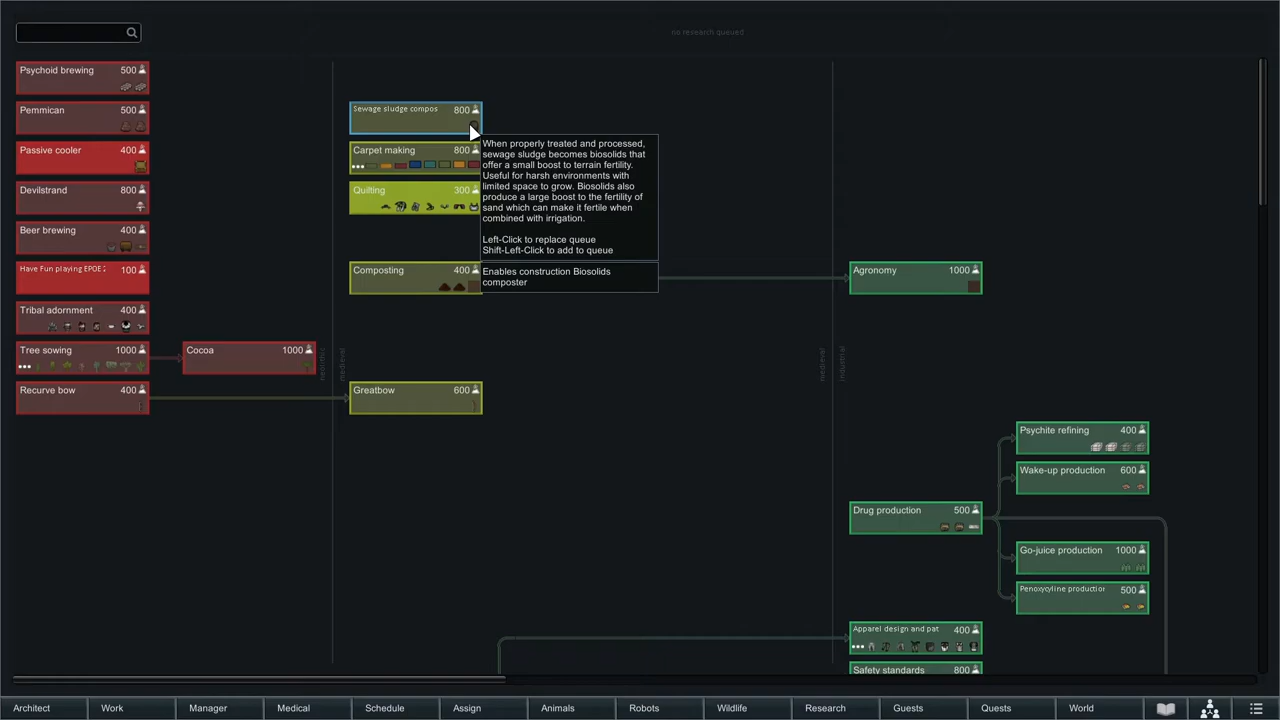 no research queued
Psychoid brewing 500
Pemmican 500
Passive cooler 400
Devilstrand 800
Beer brewing 400
Have Fun playing EPOE 100
Tribal adornment 400
Tree sowing 1000
Cocoa 1000
Recurve bow 400
neolithic
medieval
Sewage sludge compos 800
Carpet making 800
Quilting 300
Composting 400
Greatbow 600
When properly treated and processed,
sewage sludge becomes biosolids that
offer a small boost to terrain fertility.
Useful for harsh environments with
limited space to grow. Biosolids also
produce a large boost to the fertility of
sand which can make it fertile when
combined with irrigation.
Left-Click to replace queue
Shift-Left-Click to add to queue
Enables construction Biosolids
composter
medieval
industrial
Agronomy 1000
Drug production 500
Psychite refining 400
Wake-up production 600
Go-juice production 1000
Penoxycyline production 500
Apparel design and pat 400
Safety standards 800
Architect
Work
Manager
Medical
Schedule
Assign
Animals
Robots
Wildlife
Research
Guests
Quests
World